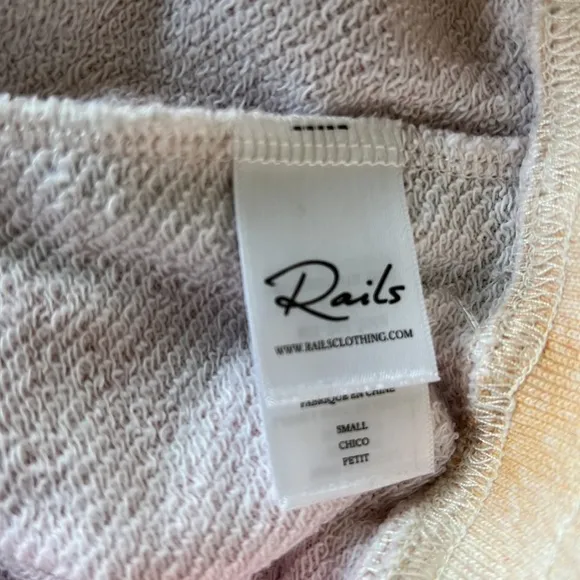 Rails
WWW.RAILSCLOTHING.COM
FABRIQUE EN CHINE
SMALL
CHICO
PETIT